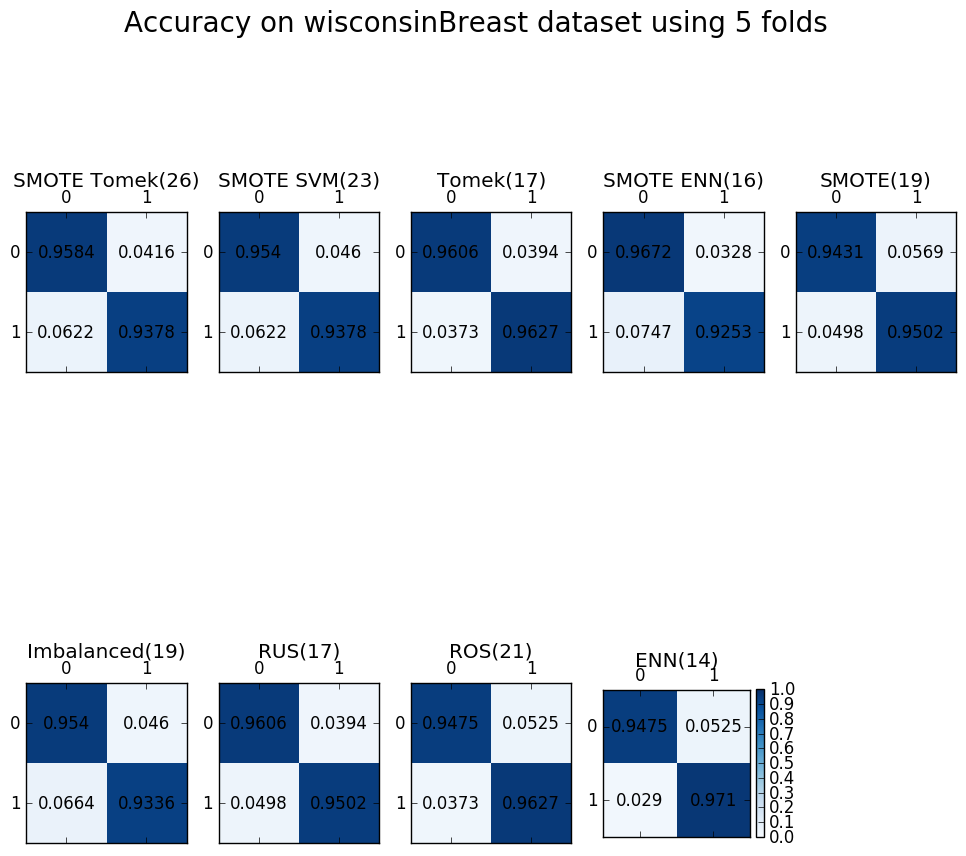 Accuracy on wisconsinBreast dataset using 5 folds
SMOTE Tomek(26) SMOTE SVM(23) Tomek(17) SMOTE ENN(16) SMOTE(19)
0 1 0 1 0 1 0 1 0 1
0 0.9584 0.0416 0 0.954 0.046 0 0.9606 0.0394 0 0.9672 0.0328 0 0.9431 0.0569
1 0.0622 0.9378 1 0.0622 0.9378 1 0.0373 0.9627 1 0.0747 0.9253 1 0.0498 0.9502
Imbalanced(19) RUS(17) ROS(21) ENN(14)
0 1 0 1 0 1 0 1
0 0.954 0.046 0 0.9606 0.0394 0 0.9475 0.0525 0 0.9475 0.0525
1 0.0664 0.9336 1 0.0498 0.9502 1 0.0373 0.9627 1 0.029 0.971
1.0
0.9
0.8
0.7
0.6
0.5
0.4
0.3
0.2
0.1
0.0